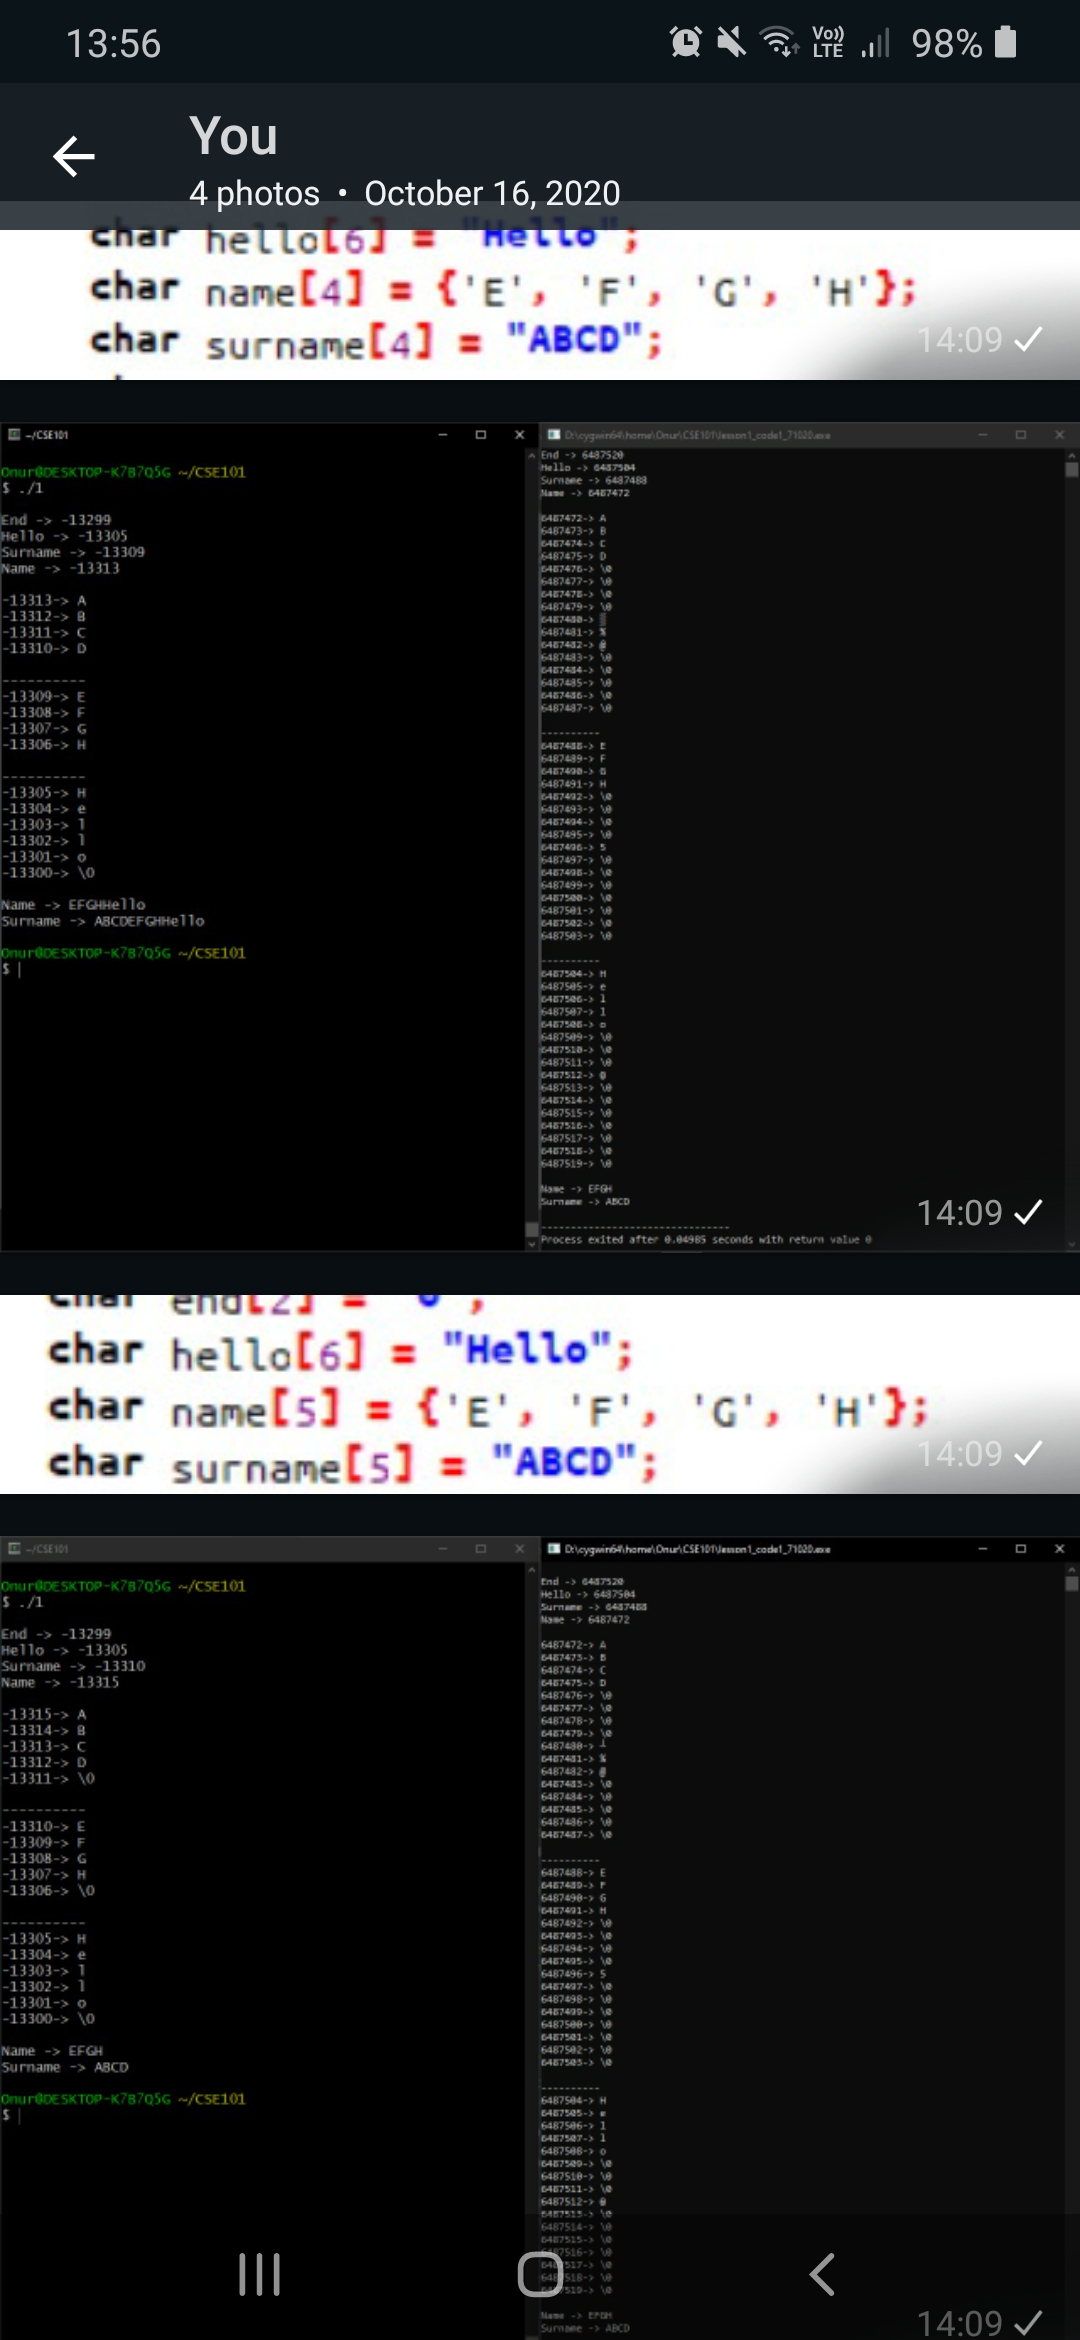 13:56
Vo)) LTE 98%
You
4 photos • October 16, 2020
char hello[6] = "Hello";
char name[4] = {'E', 'F', 'G', 'H'};
char surname[4] = "ABCD";
14:09
~/CSE101
Onur@DESKTOP-K7B7Q5G ~/CSE101
$ ./1
End -> -13299
Hello -> -13305
Surname -> -13309
Name -> -13313
-13313-> A
-13312-> B
-13311-> C
-13310-> D
----------
-13309-> E
-13308-> F
-13307-> G
-13306-> H
----------
-13305-> H
-13304-> e
-13303-> l
-13302-> l
-13301-> o
-13300-> \0
Name -> EFGHHello
Surname -> ABCDEFGHHello
Onur@DESKTOP-K7B7Q5G ~/CSE101
$
D:\cygwin64\home\Onur\CSE101\lesson1_code1_71020.exe
End -> 6487520
Hello -> 6487504
Surname -> 6487488
Name -> 6487472
6487472-> A
6487473-> B
6487474-> C
6487475-> D
6487476-> \0
6487477-> \0
6487478-> \0
6487479-> \0
6487480->
6487481-> %
6487482-> @
6487483-> \0
6487484-> \0
6487485-> \0
6487486-> \0
6487487-> \0
----------
6487488-> E
6487489-> F
6487490-> G
6487491-> H
6487492-> \0
6487493-> \0
6487494-> \0
6487495-> \0
6487496-> 5
6487497-> \0
6487498-> \0
6487499-> \0
6487500-> \0
6487501-> \0
6487502-> \0
6487503-> \0
----------
6487504-> H
6487505-> e
6487506-> l
6487507-> l
6487508-> o
6487509-> \0
6487510-> \0
6487511-> \0
6487512-> @
6487513-> \0
6487514-> \0
6487515-> \0
6487516-> \0
6487517-> \0
6487518-> \0
6487519-> \0
Name -> EFGH
Surname -> ABCD
--------------------------------
Process exited after 0.04985 seconds with return value 0
14:09
char end[2] =
char hello[6] = "Hello";
char name[5] = {'E', 'F', 'G', 'H'};
char surname[5] = "ABCD";
14:09
~/CSE101
Onur@DESKTOP-K7B7Q5G ~/CSE101
$ ./1
End -> -13299
Hello -> -13305
Surname -> -13310
Name -> -13315
-13315-> A
-13314-> B
-13313-> C
-13312-> D
-13311-> \0
----------
-13310-> E
-13309-> F
-13308-> G
-13307-> H
-13306-> \0
----------
-13305-> H
-13304-> e
-13303-> l
-13302-> l
-13301-> o
-13300-> \0
Name -> EFGH
Surname -> ABCD
Onur@DESKTOP-K7B7Q5G ~/CSE101
$
D:\cygwin64\home\Onur\CSE101\lesson1_code1_71020.exe
End -> 6487520
Hello -> 6487504
Surname -> 6487488
Name -> 6487472
6487472-> A
6487473-> B
6487474-> C
6487475-> D
6487476-> \0
6487477-> \0
6487478-> \0
6487479-> \0
6487480-> ┴
6487481-> %
6487482-> @
6487483-> \0
6487484-> \0
6487485-> \0
6487486-> \0
6487487-> \0
----------
6487488-> E
6487489-> F
6487490-> G
6487491-> H
6487492-> \0
6487493-> \0
6487494-> \0
6487495-> \0
6487496-> 5
6487497-> \0
6487498-> \0
6487499-> \0
6487500-> \0
6487501-> \0
6487502-> \0
6487503-> \0
----------
6487504-> H
6487505-> e
6487506-> l
6487507-> l
6487508-> o
6487509-> \0
6487510-> \0
6487511-> \0
6487512-> @
6487513-> \0
6487514-> \0
6487515-> \0
6487516-> \0
6487517-> \0
6487518-> \0
6487519-> \0
Name -> EFGH
Surname -> ABCD
14:09